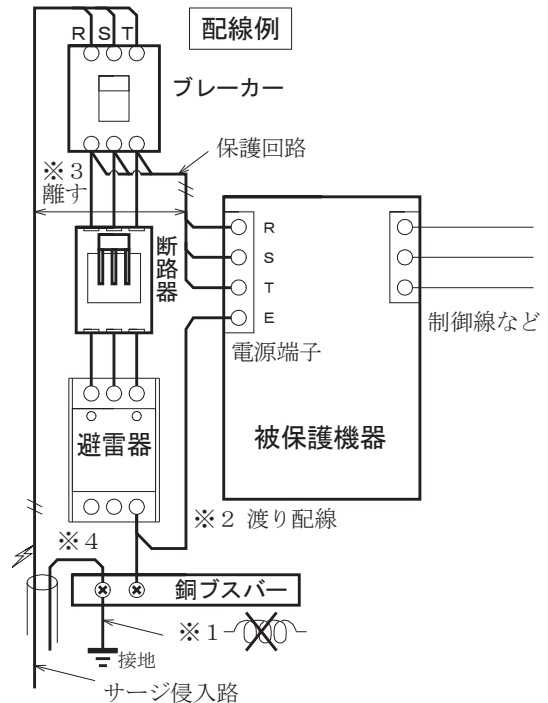 配線例
R S T
ブレーカー
※3
離す
保護回路
断路器
R
S
T
E
電源端子
制御線など
避雷器
被保護機器
※2 渡り配線
※4
銅ブスバー
※1
接地
サージ侵入路